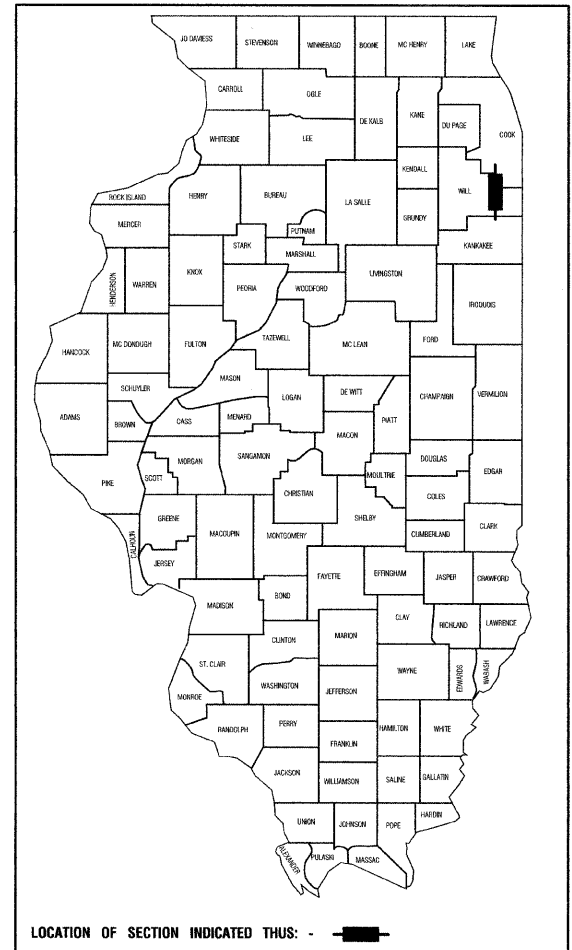 JO DAVIESS STEVENSON WINNEBAGO BOONE MC HENRY LAKE
CARROLL OGLE DE KALB KANE DU PAGE COOK
WHITESIDE LEE
KENDALL WILL
ROCK ISLAND HENRY BUREAU LA SALLE GRUNDY
MERCER PUTNAM KANKAKEE
STARK MARSHALL
HENDERSON WARREN KNOX PEORIA WOODFORD LIVINGSTON IROQUOIS
HANCOCK MC DONOUGH FULTON TAZEWELL MC LEAN FORD
SCHUYLER MASON LOGAN DE WITT CHAMPAIGN VERMILION
ADAMS BROWN CASS MENARD MACON PIATT
PIKE SCOTT MORGAN SANGAMON MOULTRIE DOUGLAS EDGAR
CHRISTIAN COLES
GREENE MACOUPIN SHELBY
CALHOUN MONTGOMERY CUMBERLAND CLARK
JERSEY FAYETTE EFFINGHAM JASPER CRAWFORD
MADISON BOND
CLAY RICHLAND LAWRENCE
CLINTON MARION
ST. CLAIR WAYNE EDWARDS WABASH
WASHINGTON JEFFERSON
MONROE
RANDOLPH PERRY HAMILTON WHITE
FRANKLIN
JACKSON WILLIAMSON SALINE GALLATIN
UNION JOHNSON POPE HARDIN
ALEXANDER PULASKI MASSAC
LOCATION OF SECTION INDICATED THUS: -